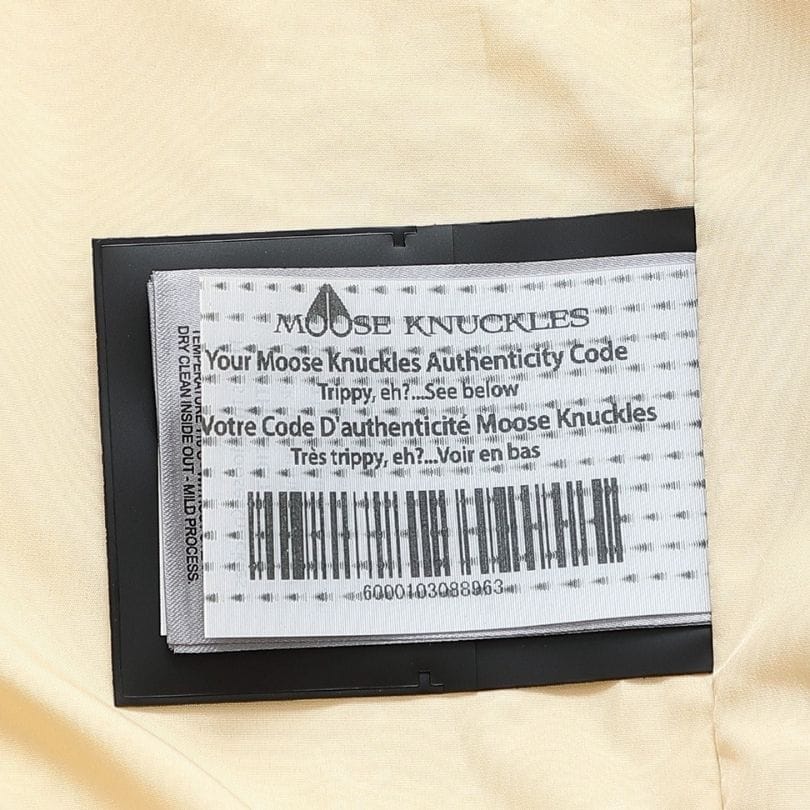 MOOSE KNUCKLES
Your Moose Knuckles Authenticity Code
Trippy, eh?...See below
Votre Code D'authenticité Moose Knuckles
Très trippy, eh?...Voir en bas
6000103088963
DRY CLEAN INSIDE OUT - MILD PROCESS